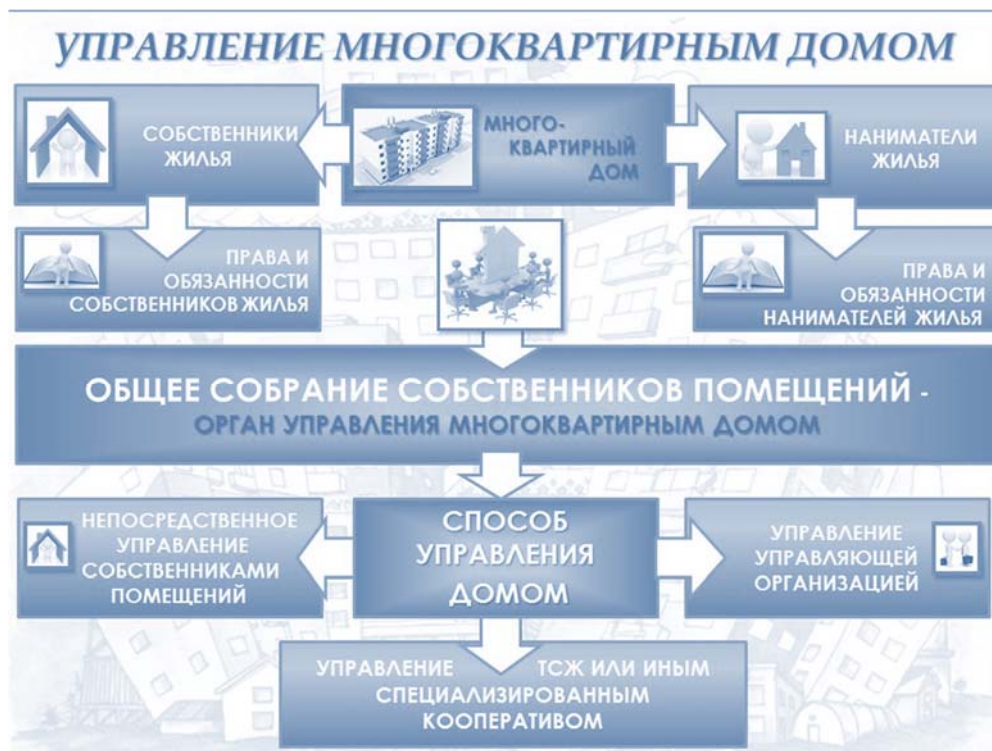 УПРАВЛЕНИЕ МНОГОКВАРТИРНЫМ ДОМОМ
СОБСТВЕННИКИ
ЖИЛЬЯ
МНОГО-
КВАРТИРНЫЙ
ДОМ
НАНИМАТЕЛИ
ЖИЛЬЯ
ПРАВА И
ОБЯЗАННОСТИ
СОБСТВЕННИКОВ ЖИЛЬЯ
ПРАВА И
ОБЯЗАННОСТИ
НАНИМАТЕЛЕЙ ЖИЛЬЯ
ОБЩЕЕ СОБРАНИЕ СОБСТВЕННИКОВ ПОМЕЩЕНИЙ -
ОРГАН УПРАВЛЕНИЯ МНОГОКВАРТИРНЫМ ДОМОМ
НЕПОСРЕДСТВЕННОЕ
УПРАВЛЕНИЕ
СОБСТВЕННИКАМИ
ПОМЕЩЕНИЙ
СПОСОБ
УПРАВЛЕНИЯ
ДОМОМ
УПРАВЛЕНИЕ
УПРАВЛЯЮЩЕЙ
ОРГАНИЗАЦИЕЙ
УПРАВЛЕНИЕ ТСЖ ИЛИ ИНЫМ
СПЕЦИАЛИЗИРОВАННЫМ
КООПЕРАТИВОМ